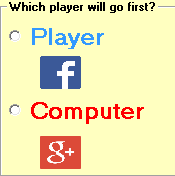 Which player will go first?
Player
f
Computer
g+